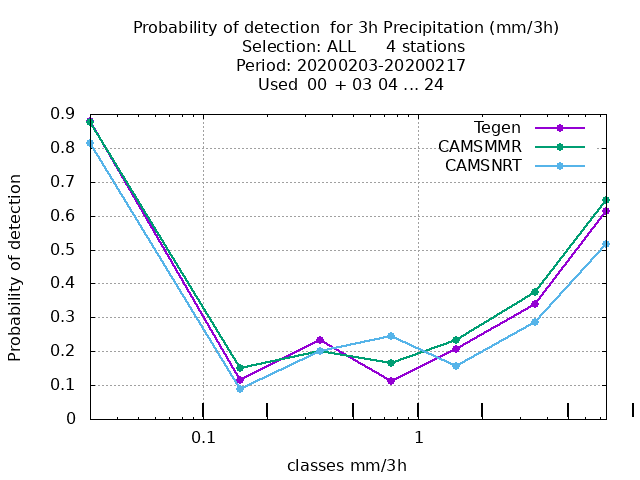 Probability of detection  for 3h Precipitation (mm/3h)
Selection: ALL      4 stations
Period: 20200203-20200217
Used  00  + 03 04 ... 24
Tegen
CAMSMMR
CAMSNRT
0.9
0.8
0.7
0.6
0.5
0.4
0.3
0.2
0.1
0
Probability of detection
0.1 1
classes mm/3h